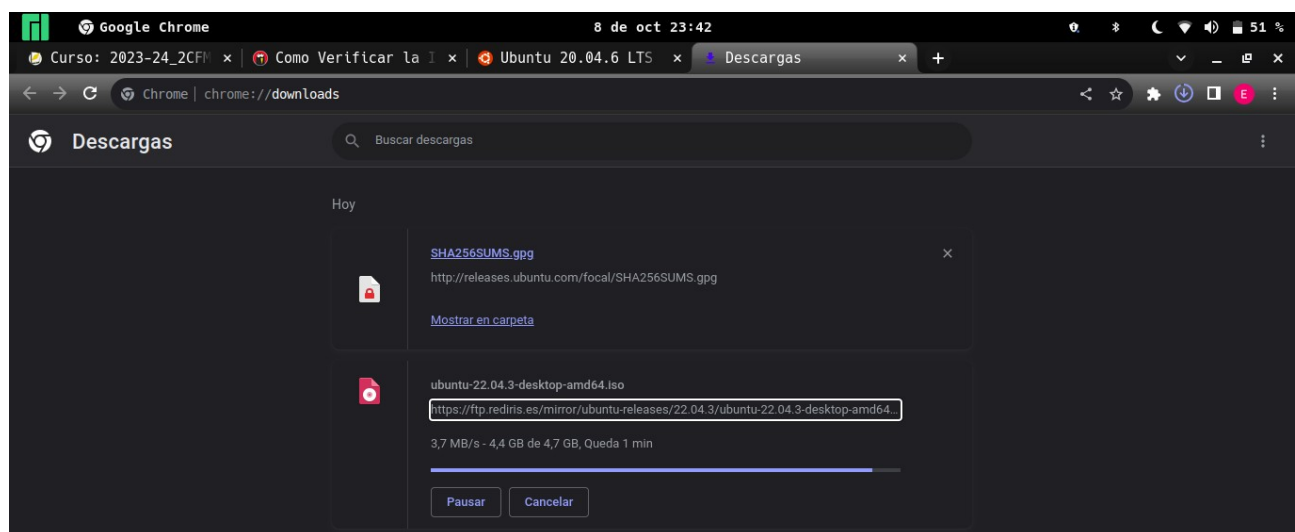 Google Chrome 8 de oct 23:42 51 %
Curso: 2023-24_2CFM Como Verificar la I Ubuntu 20.04.6 LTS Descargas
Chrome | chrome://downloads E
Descargas Buscar descargas
Hoy
SHA256SUMS.gpg
http://releases.ubuntu.com/focal/SHA256SUMS.gpg
Mostrar en carpeta
ubuntu-22.04.3-desktop-amd64.iso
https://ftp.rediris.es/mirror/ubuntu-releases/22.04.3/ubuntu-22.04.3-desktop-amd64...
3,7 MB/s - 4,4 GB de 4,7 GB, Queda 1 min
Pausar Cancelar